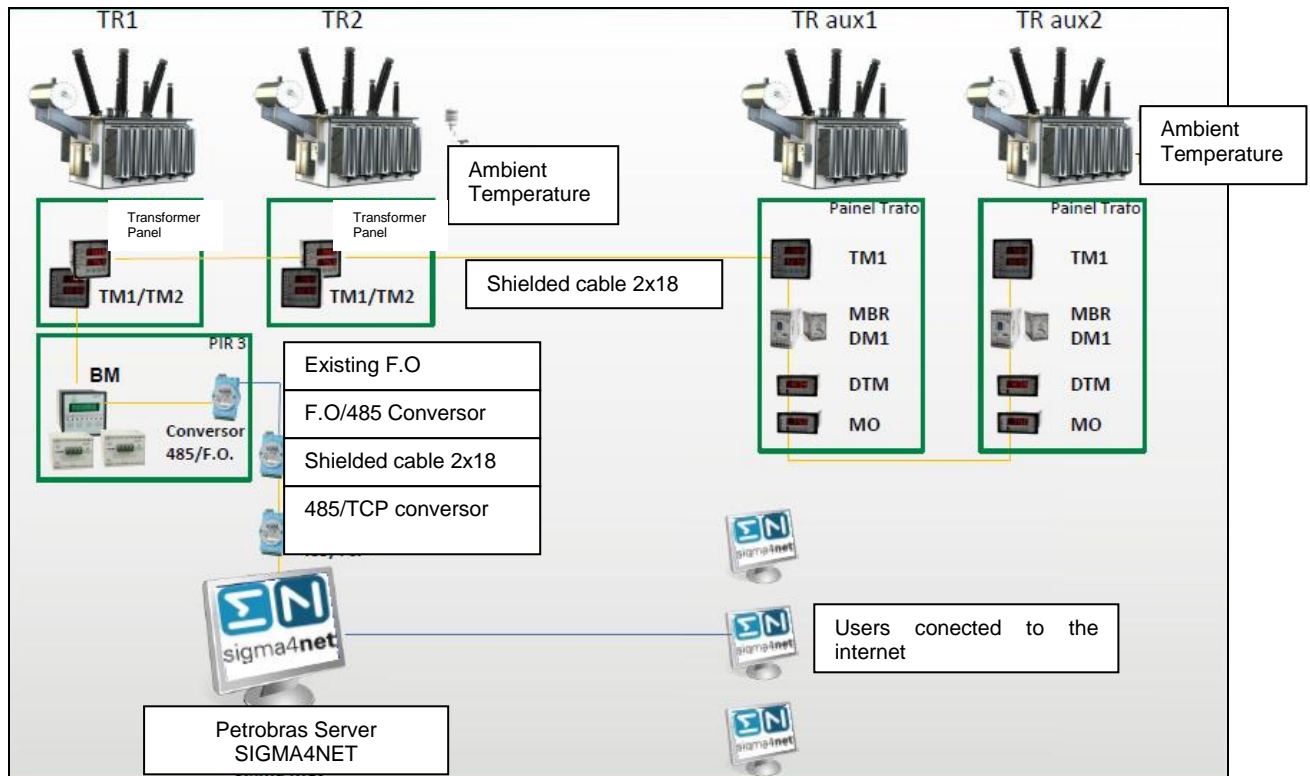 TR1
TR2
TR aux1
TR aux2
Ambient
Temperature
Ambient
Temperature
Transformer
Panel
TM1/TM2
Transformer
Panel
TM1/TM2
Shielded cable 2x18
Painel Trafo
TM1
MBR
DM1
DTM
MO
Painel Trafo
TM1
MBR
DM1
DTM
MO
PIR 3
BM
Conversor
485/F.O.
Existing F.O
F.O/485 Conversor
Shielded cable 2x18
485/TCP conversor
sigma4net
Petrobras Server
SIGMA4NET
sigma4net
sigma4net
Users conected to the
internet
sigma4net